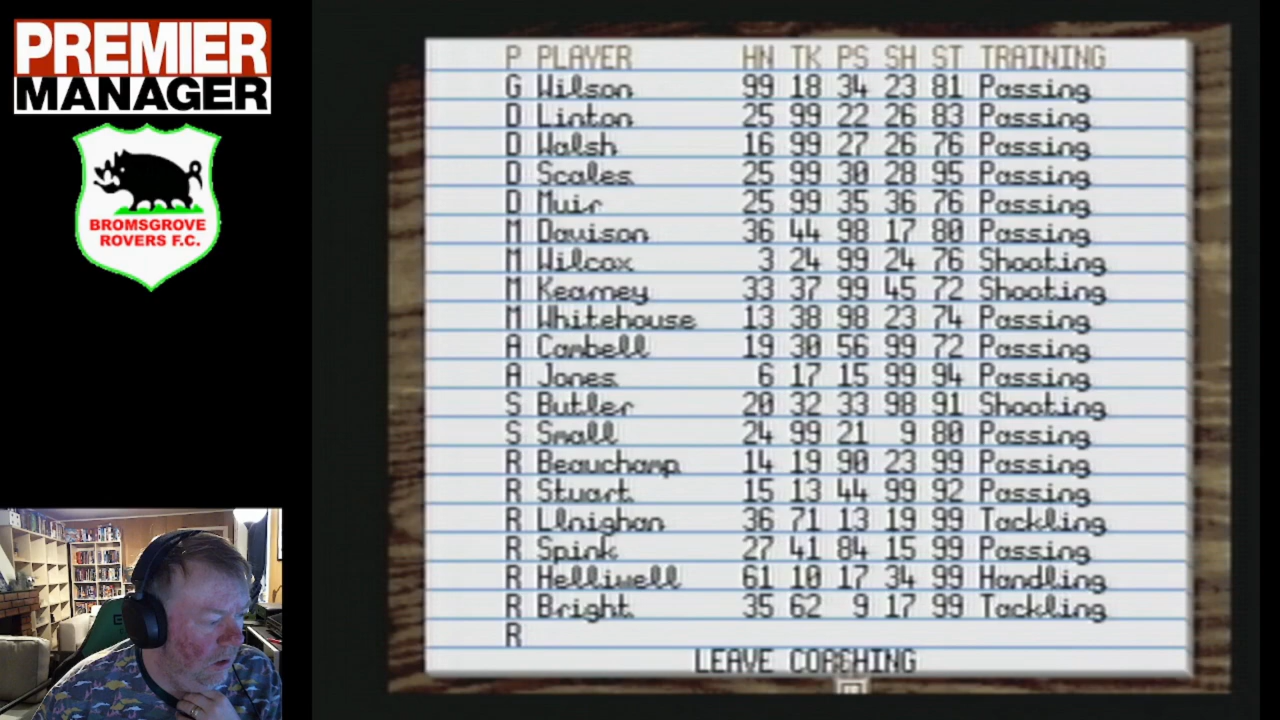 PREMIER
MANAGER
BROMSGROVE
ROVERS F.C.
P PLAYER HN TK PS SH ST TRAINING
G Wilson 99 18 34 23 81 Passing
D Linton 25 99 22 26 83 Passing
D Walsh 16 99 27 26 76 Passing
D Scales 25 99 30 28 95 Passing
D Muir 25 99 35 36 76 Passing
M Davison 36 44 98 17 80 Passing
M Wilcox 3 24 99 24 76 Shooting
M Kearney 33 37 99 45 72 Shooting
M Whitehouse 13 38 98 23 74 Passing
A Cambell 19 30 56 99 72 Passing
A Jones 6 17 15 99 94 Passing
S Butler 20 32 33 98 91 Shooting
S Small 24 99 21 9 80 Passing
R Beauchamp 14 19 90 23 99 Passing
R Stuart 15 13 44 99 92 Passing
R Llnighan 36 71 13 19 99 Tackling
R Spink 27 41 84 15 99 Passing
R Helliwell 61 10 17 34 99 Handling
R Bright 35 62 9 17 99 Tackling
R
LEAVE COACHING